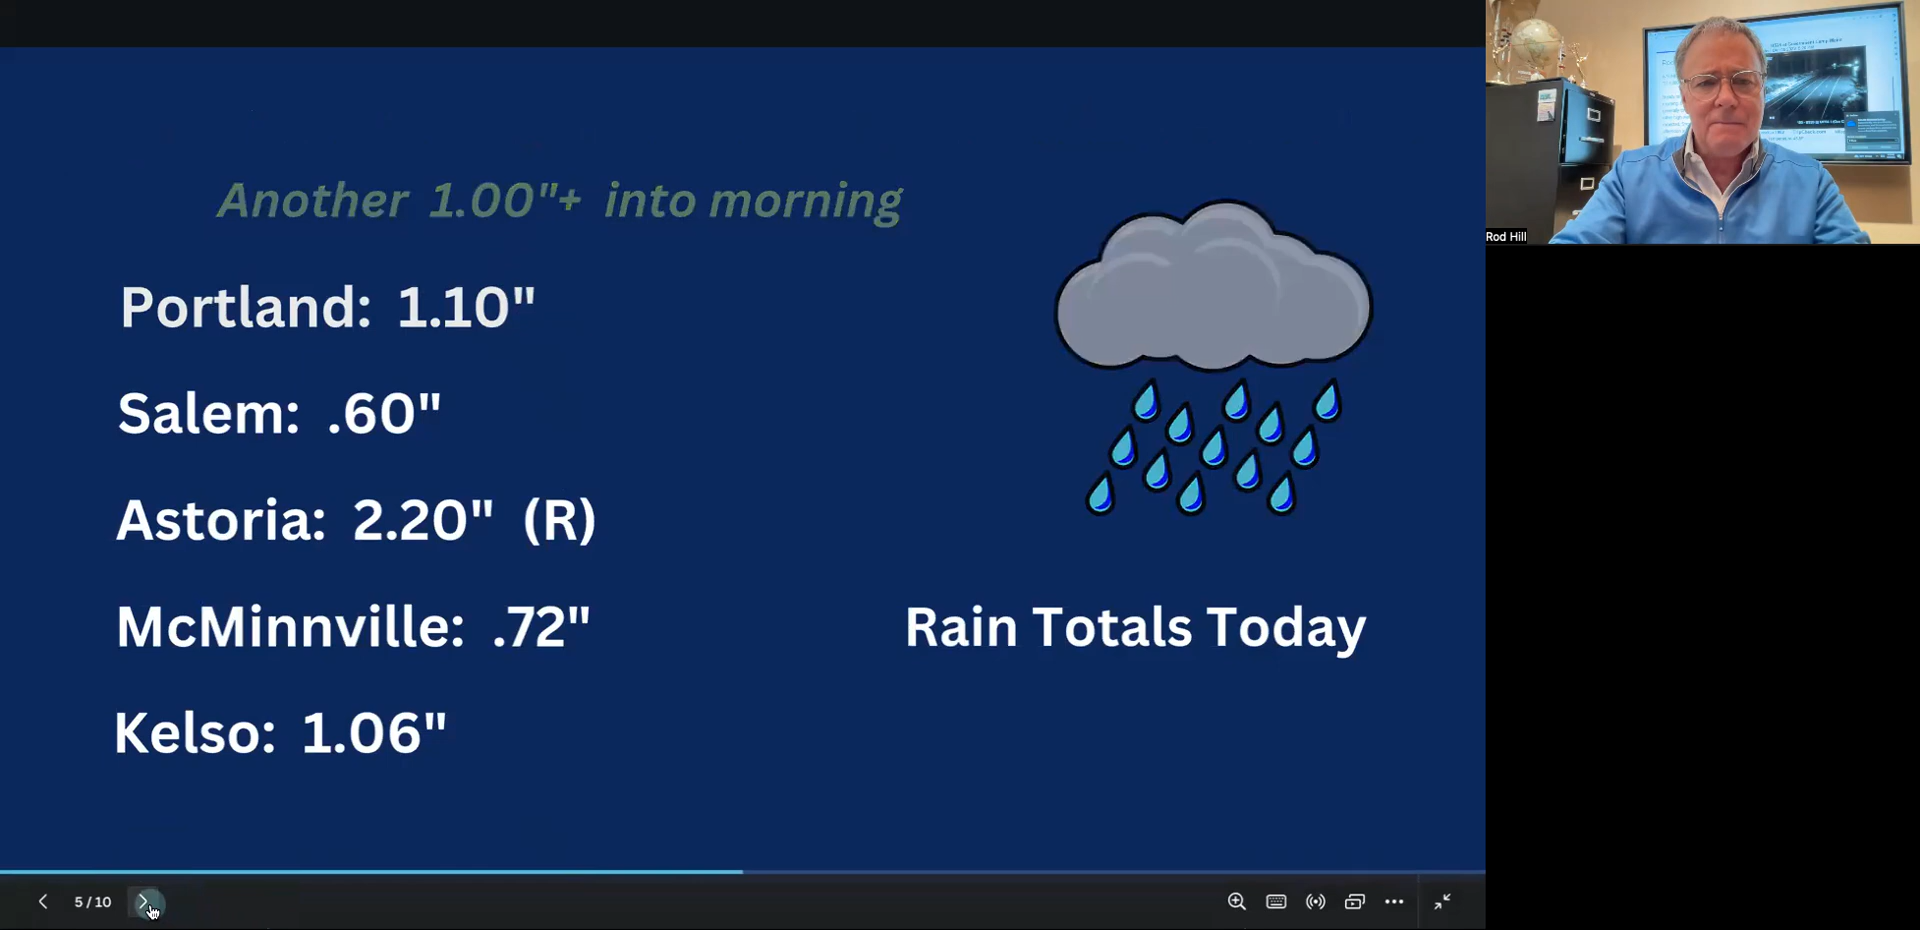 Another 1.00"+ into morning
Portland: 1.10"
Salem: .60"
Astoria: 2.20" (R)
McMinnville: .72"
Kelso: 1.06"
Rain Totals Today
5 / 10
Rod Hill